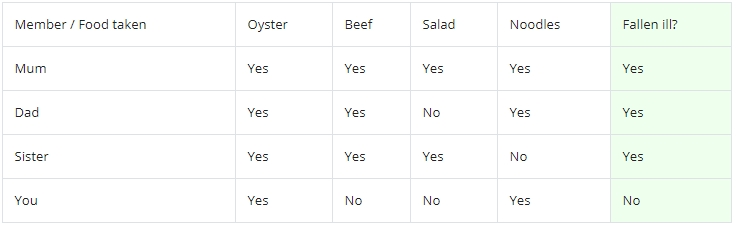 Member / Food taken Oyster Beef Salad Noodles Fallen ill?
Mum Yes Yes Yes Yes Yes
Dad Yes Yes No Yes Yes
Sister Yes Yes Yes No Yes
You Yes No No Yes No